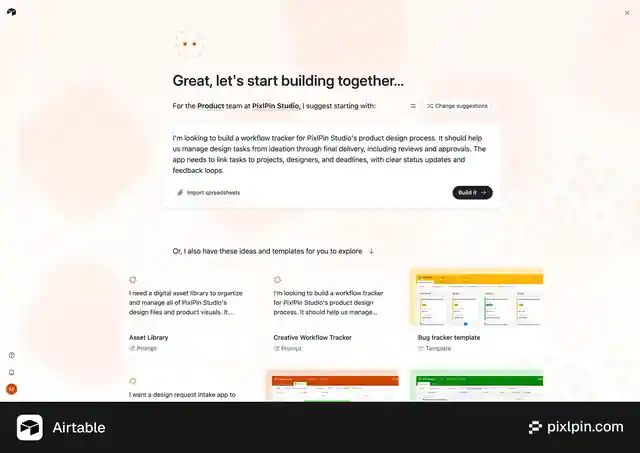 Great, let's start building together...
For the Product team at PixlPin Studio, I suggest starting with:
Change suggestions
I'm looking to build a workflow tracker for PixlPin Studio's product design process. It should help
us manage design tasks from ideation through final delivery, including reviews and approvals. The
app needs to link tasks to projects, designers, and deadlines, with clear status updates and
feedback loops.
Import spreadsheets
Build it →
Or, I also have these ideas and templates for you to explore ↓
I need a digital asset library to organize
and manage all of PixlPin Studio's
design files and product visuals. It...
Asset Library
Prompt
I'm looking to build a workflow tracker
for PixlPin Studio's product design
process. It should help us manage...
Creative Workflow Tracker
Prompt
Bug tracker template
Template
I want a design request intake app to
M
Airtable
pixlpin.com